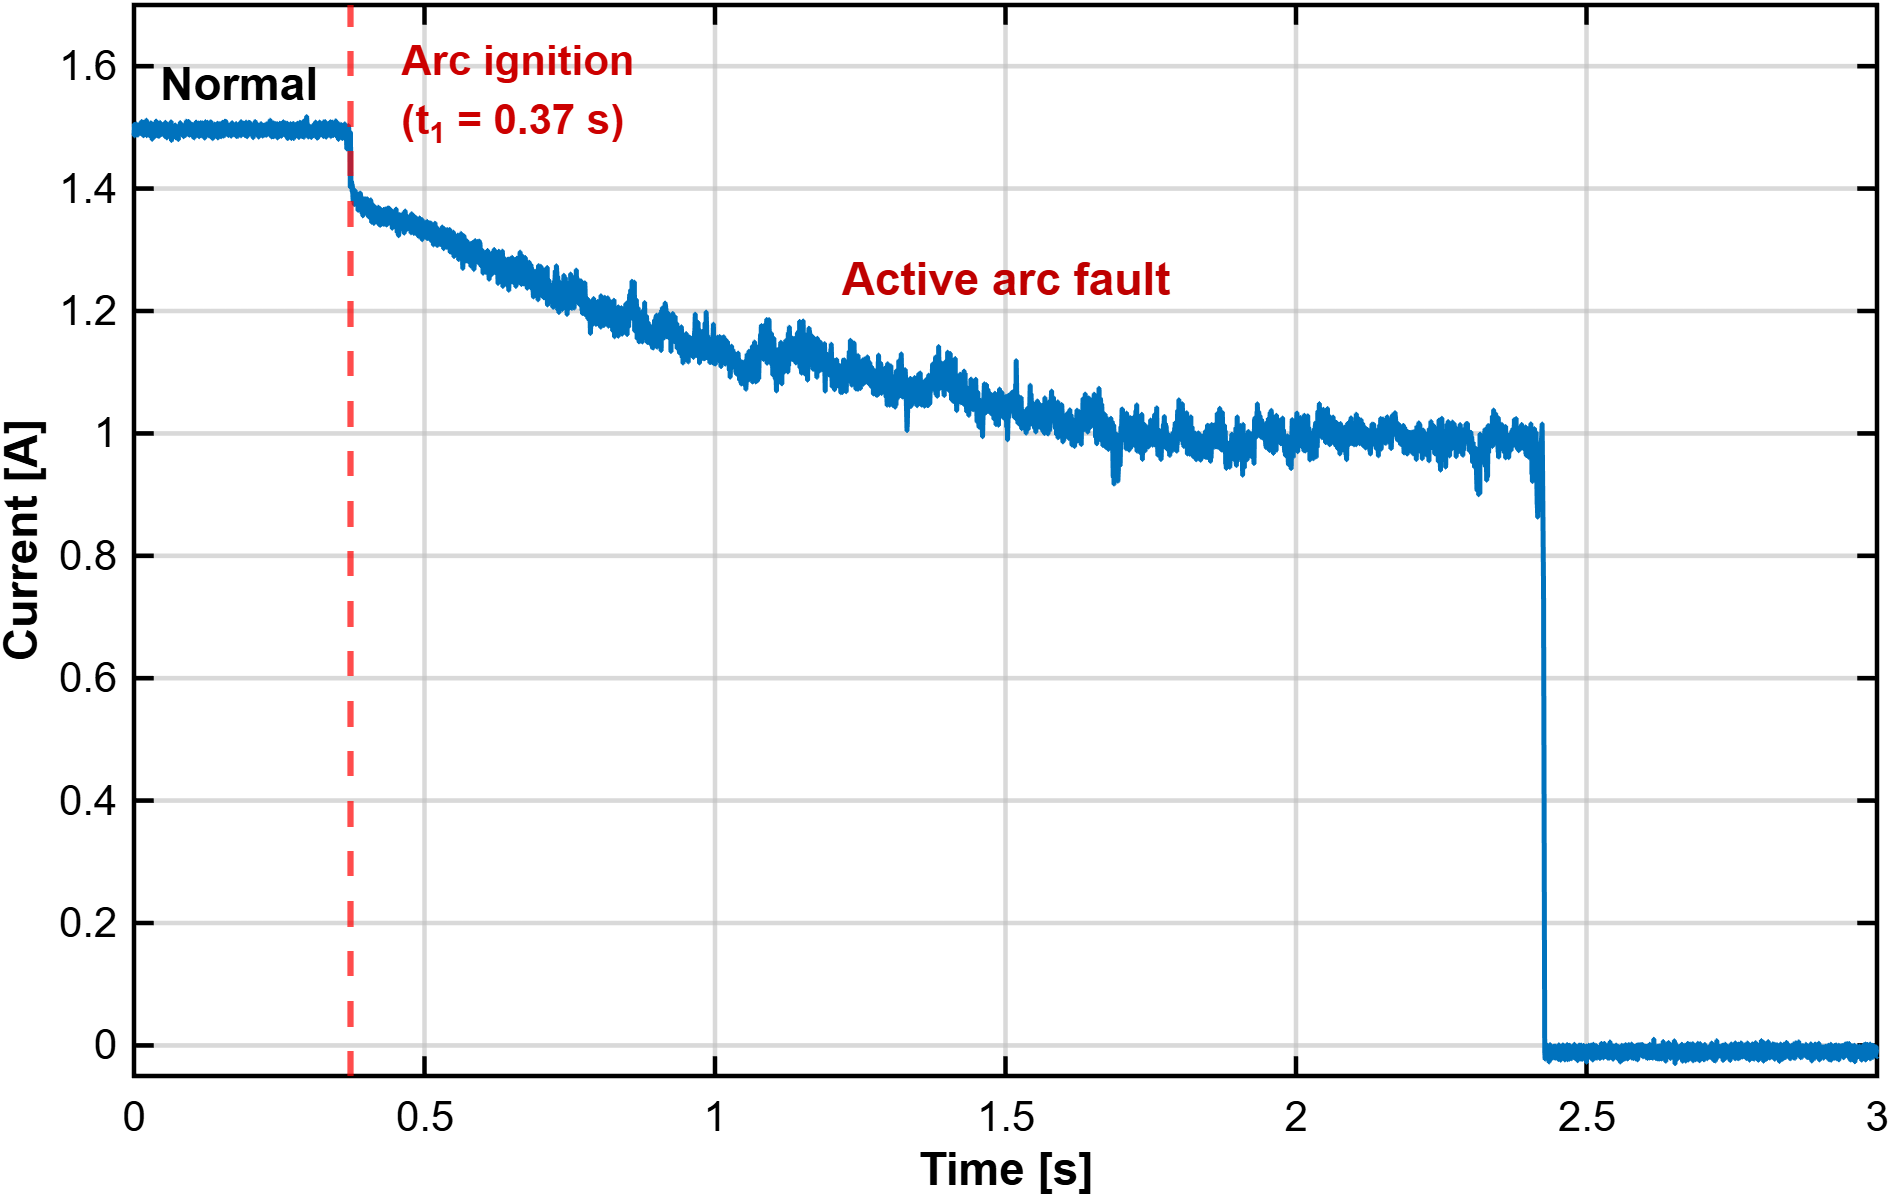 Normal
Arc ignition
(t₁ = 0.37 s)
Active arc fault
Current [A]
1.6
1.4
1.2
1
0.8
0.6
0.4
0.2
0
0 0.5 1 1.5 2 2.5 3
Time [s]